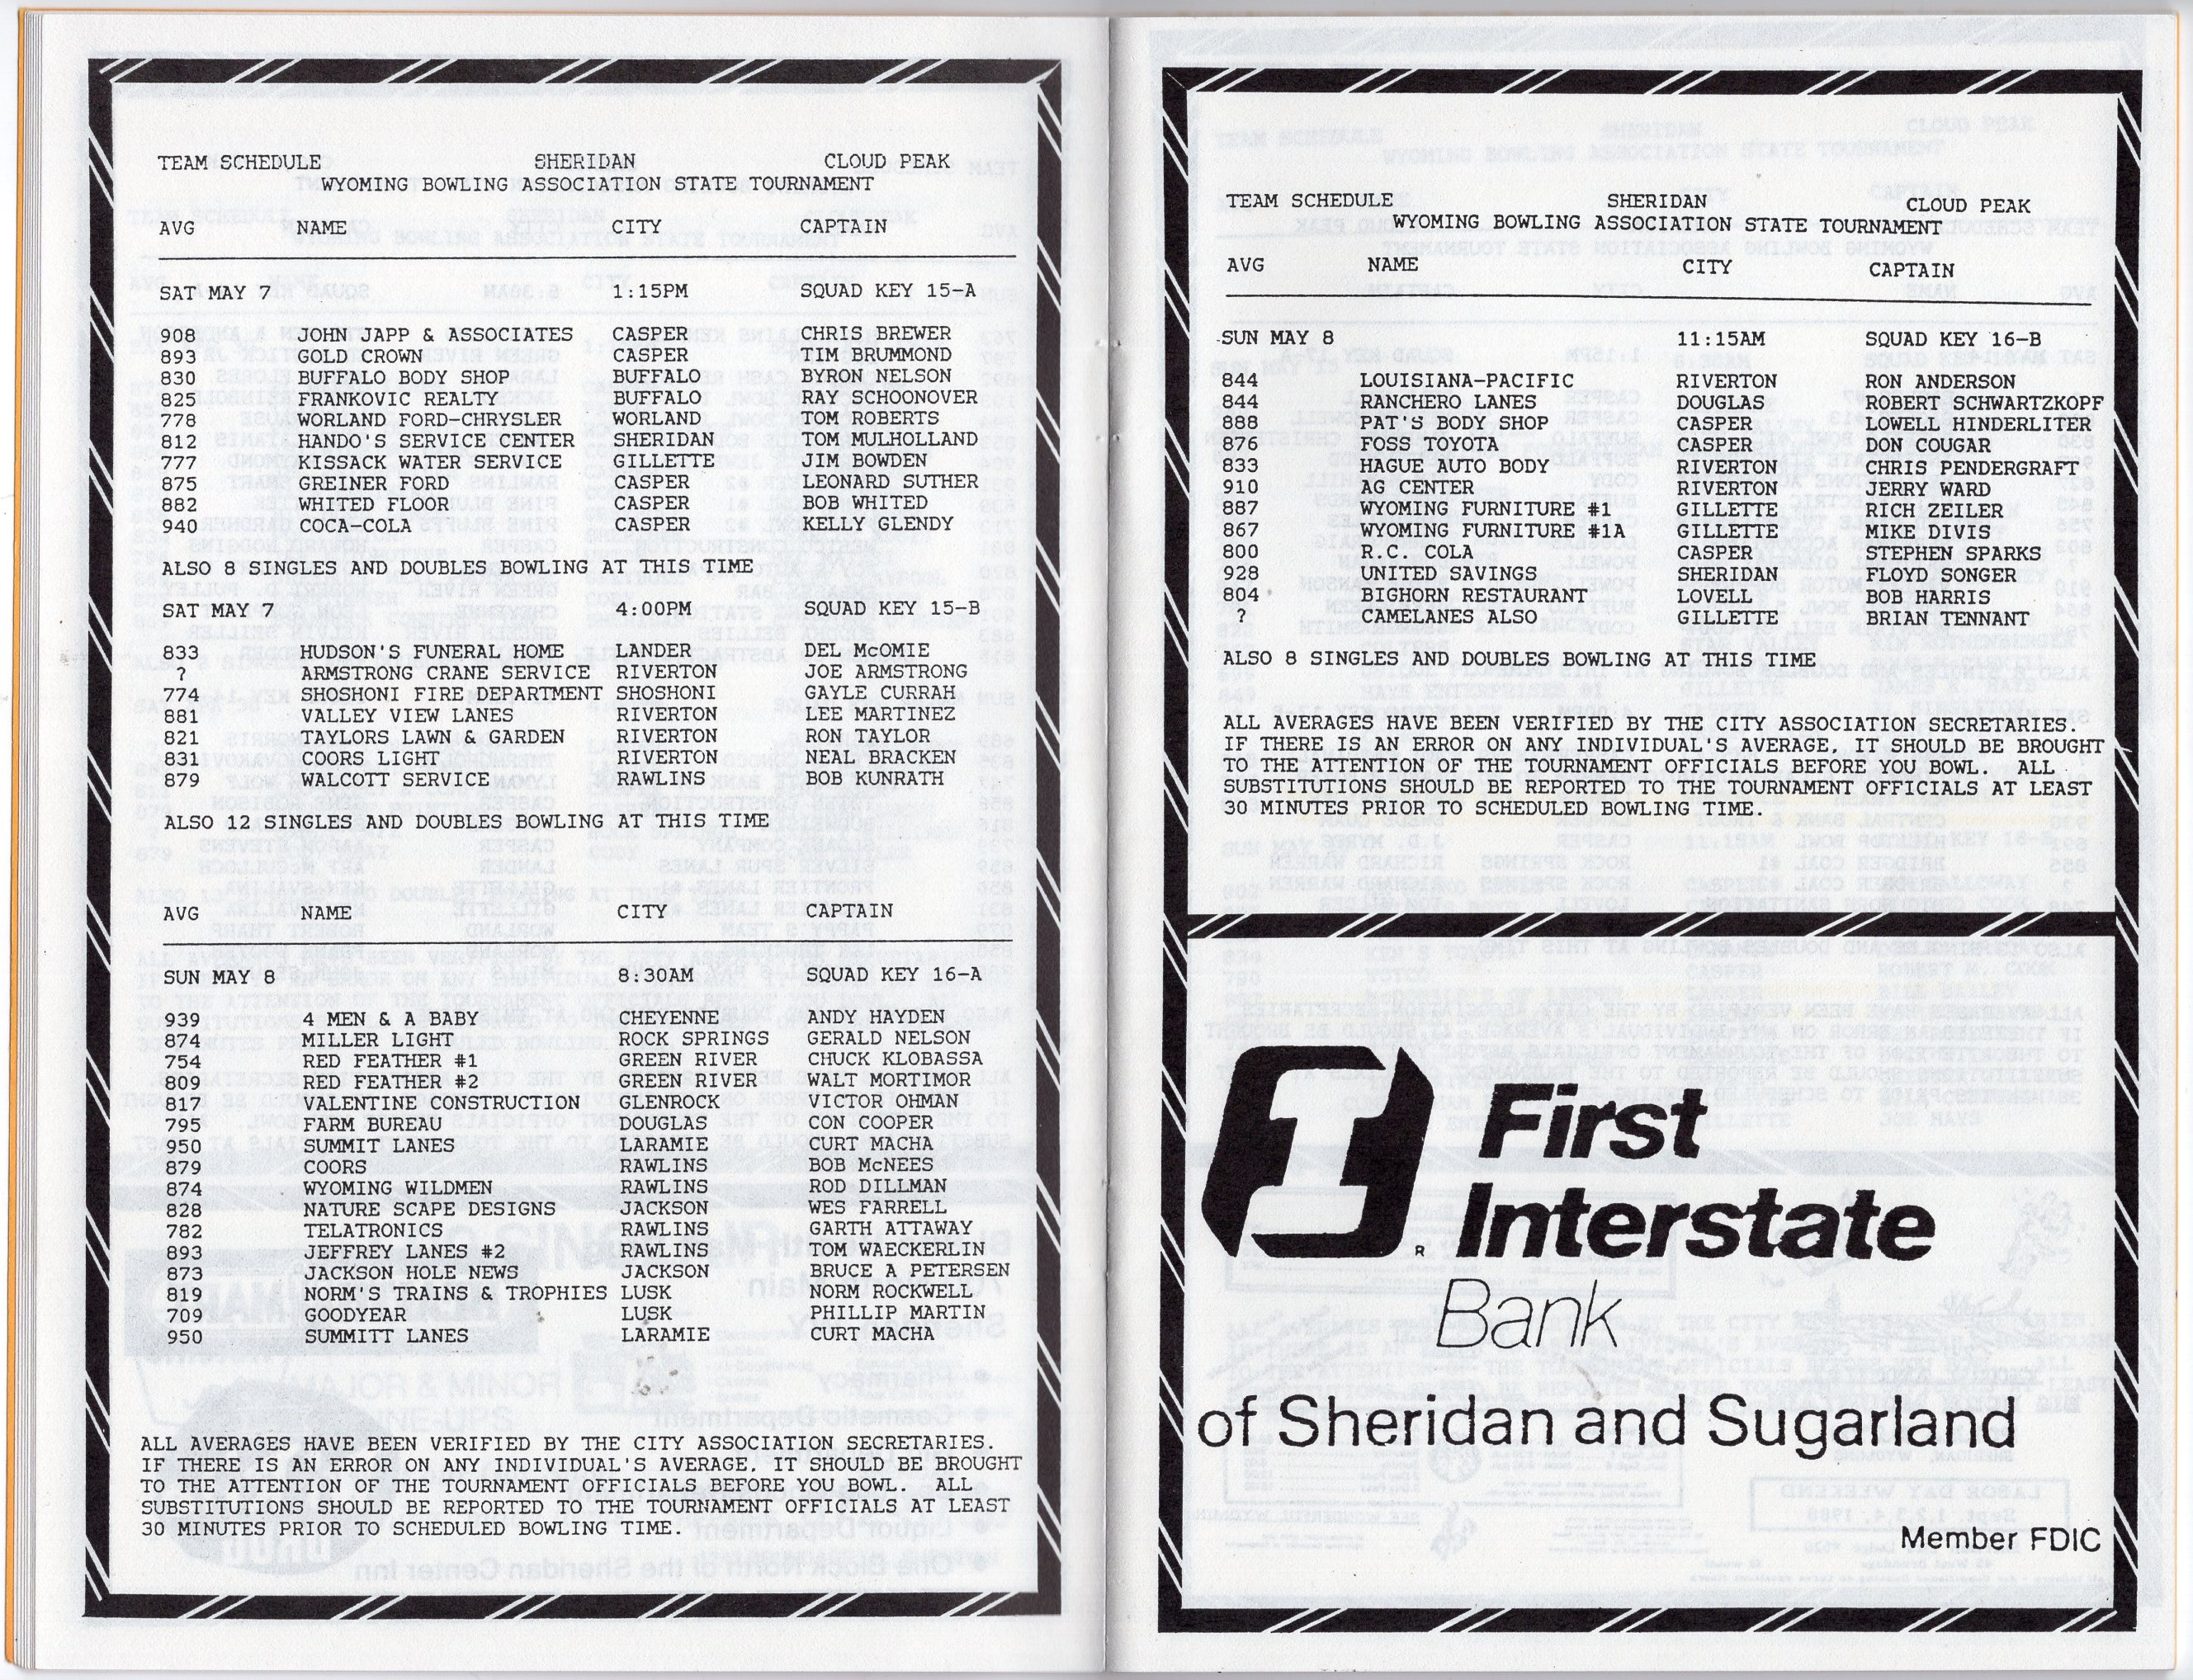 TEAM SCHEDULE SHERIDAN CLOUD PEAK
WYOMING BOWLING ASSOCIATION STATE TOURNAMENT
AVG NAME CITY CAPTAIN
SAT MAY 7 1:15PM SQUAD KEY 15-A
908 JOHN JAPP & ASSOCIATES CASPER CHRIS BREWER
893 GOLD CROWN CASPER TIM BRUMMOND
830 BUFFALO BODY SHOP BUFFALO BYRON NELSON
825 FRANKOVIC REALTY BUFFALO RAY SCHOONOVER
778 WORLAND FORD-CHRYSLER WORLAND TOM ROBERTS
812 HANDO'S SERVICE CENTER SHERIDAN TOM MULHOLLAND
777 KISSACK WATER SERVICE GILLETTE JIM BOWDEN
875 GREINER FORD CASPER LEONARD SUTHER
882 WHITED FLOOR CASPER BOB WHITED
940 COCA-COLA CASPER KELLY GLENDY
ALSO 8 SINGLES AND DOUBLES BOWLING AT THIS TIME
SAT MAY 7 4:00PM SQUAD KEY 15-B
833 HUDSON'S FUNERAL HOME LANDER DEL McOMIE
? ARMSTRONG CRANE SERVICE RIVERTON JOE ARMSTRONG
774 SHOSHONI FIRE DEPARTMENT SHOSHONI GAYLE CURRAH
881 VALLEY VIEW LANES RIVERTON LEE MARTINEZ
821 TAYLORS LAWN & GARDEN RIVERTON RON TAYLOR
831 COORS LIGHT RIVERTON NEAL BRACKEN
879 WALCOTT SERVICE RAWLINS BOB KUNRATH
ALSO 12 SINGLES AND DOUBLES BOWLING AT THIS TIME
AVG NAME CITY CAPTAIN
SUN MAY 8 8:30AM SQUAD KEY 16-A
939 4 MEN & A BABY CHEYENNE ANDY HAYDEN
874 MILLER LIGHT ROCK SPRINGS GERALD NELSON
754 RED FEATHER #1 GREEN RIVER CHUCK KLOBASSA
809 RED FEATHER #2 GREEN RIVER WALT MORTIMOR
817 VALENTINE CONSTRUCTION GLENROCK VICTOR OHMAN
795 FARM BUREAU DOUGLAS CON COOPER
950 SUMMIT LANES LARAMIE CURT MACHA
879 COORS RAWLINS BOB McNEES
874 WYOMING WILDMEN RAWLINS ROD DILLMAN
828 NATURE SCAPE DESIGNS JACKSON WES FARRELL
782 TELATRONICS RAWLINS GARTH ATTAWAY
893 JEFFREY LANES #2 RAWLINS TOM WAECKERLIN
873 JACKSON HOLE NEWS JACKSON BRUCE A PETERSEN
819 NORM'S TRAINS & TROPHIES LUSK NORM ROCKWELL
709 GOODYEAR LUSK PHILLIP MARTIN
950 SUMMITT LANES LARAMIE CURT MACHA
ALL AVERAGES HAVE BEEN VERIFIED BY THE CITY ASSOCIATION SECRETARIES.
IF THERE IS AN ERROR ON ANY INDIVIDUAL'S AVERAGE, IT SHOULD BE BROUGHT
TO THE ATTENTION OF THE TOURNAMENT OFFICIALS BEFORE YOU BOWL. ALL
SUBSTITUTIONS SHOULD BE REPORTED TO THE TOURNAMENT OFFICIALS AT LEAST
30 MINUTES PRIOR TO SCHEDULED BOWLING TIME.
TEAM SCHEDULE SHERIDAN CLOUD PEAK
WYOMING BOWLING ASSOCIATION STATE TOURNAMENT
AVG NAME CITY CAPTAIN
SUN MAY 8 11:15AM SQUAD KEY 16-B
844 LOUISIANA-PACIFIC RIVERTON RON ANDERSON
844 RANCHERO LANES DOUGLAS ROBERT SCHWARTZKOPF
888 PAT'S BODY SHOP CASPER LOWELL HINDERLITER
876 FOSS TOYOTA CASPER DON COUGAR
833 HAGUE AUTO BODY RIVERTON CHRIS PENDERGRAFT
910 AG CENTER RIVERTON JERRY WARD
887 WYOMING FURNITURE #1 GILLETTE RICH ZEILER
867 WYOMING FURNITURE #1A GILLETTE MIKE DIVIS
800 R.C. COLA CASPER STEPHEN SPARKS
928 UNITED SAVINGS SHERIDAN FLOYD SONGER
804 BIGHORN RESTAURANT LOVELL BOB HARRIS
? CAMELANES ALSO GILLETTE BRIAN TENNANT
ALSO 8 SINGLES AND DOUBLES BOWLING AT THIS TIME
ALL AVERAGES HAVE BEEN VERIFIED BY THE CITY ASSOCIATION SECRETARIES.
IF THERE IS AN ERROR ON ANY INDIVIDUAL'S AVERAGE, IT SHOULD BE BROUGHT
TO THE ATTENTION OF THE TOURNAMENT OFFICIALS BEFORE YOU BOWL. ALL
SUBSTITUTIONS SHOULD BE REPORTED TO THE TOURNAMENT OFFICIALS AT LEAST
30 MINUTES PRIOR TO SCHEDULED BOWLING TIME.
First
Interstate
Bank
of Sheridan and Sugarland
Member FDIC